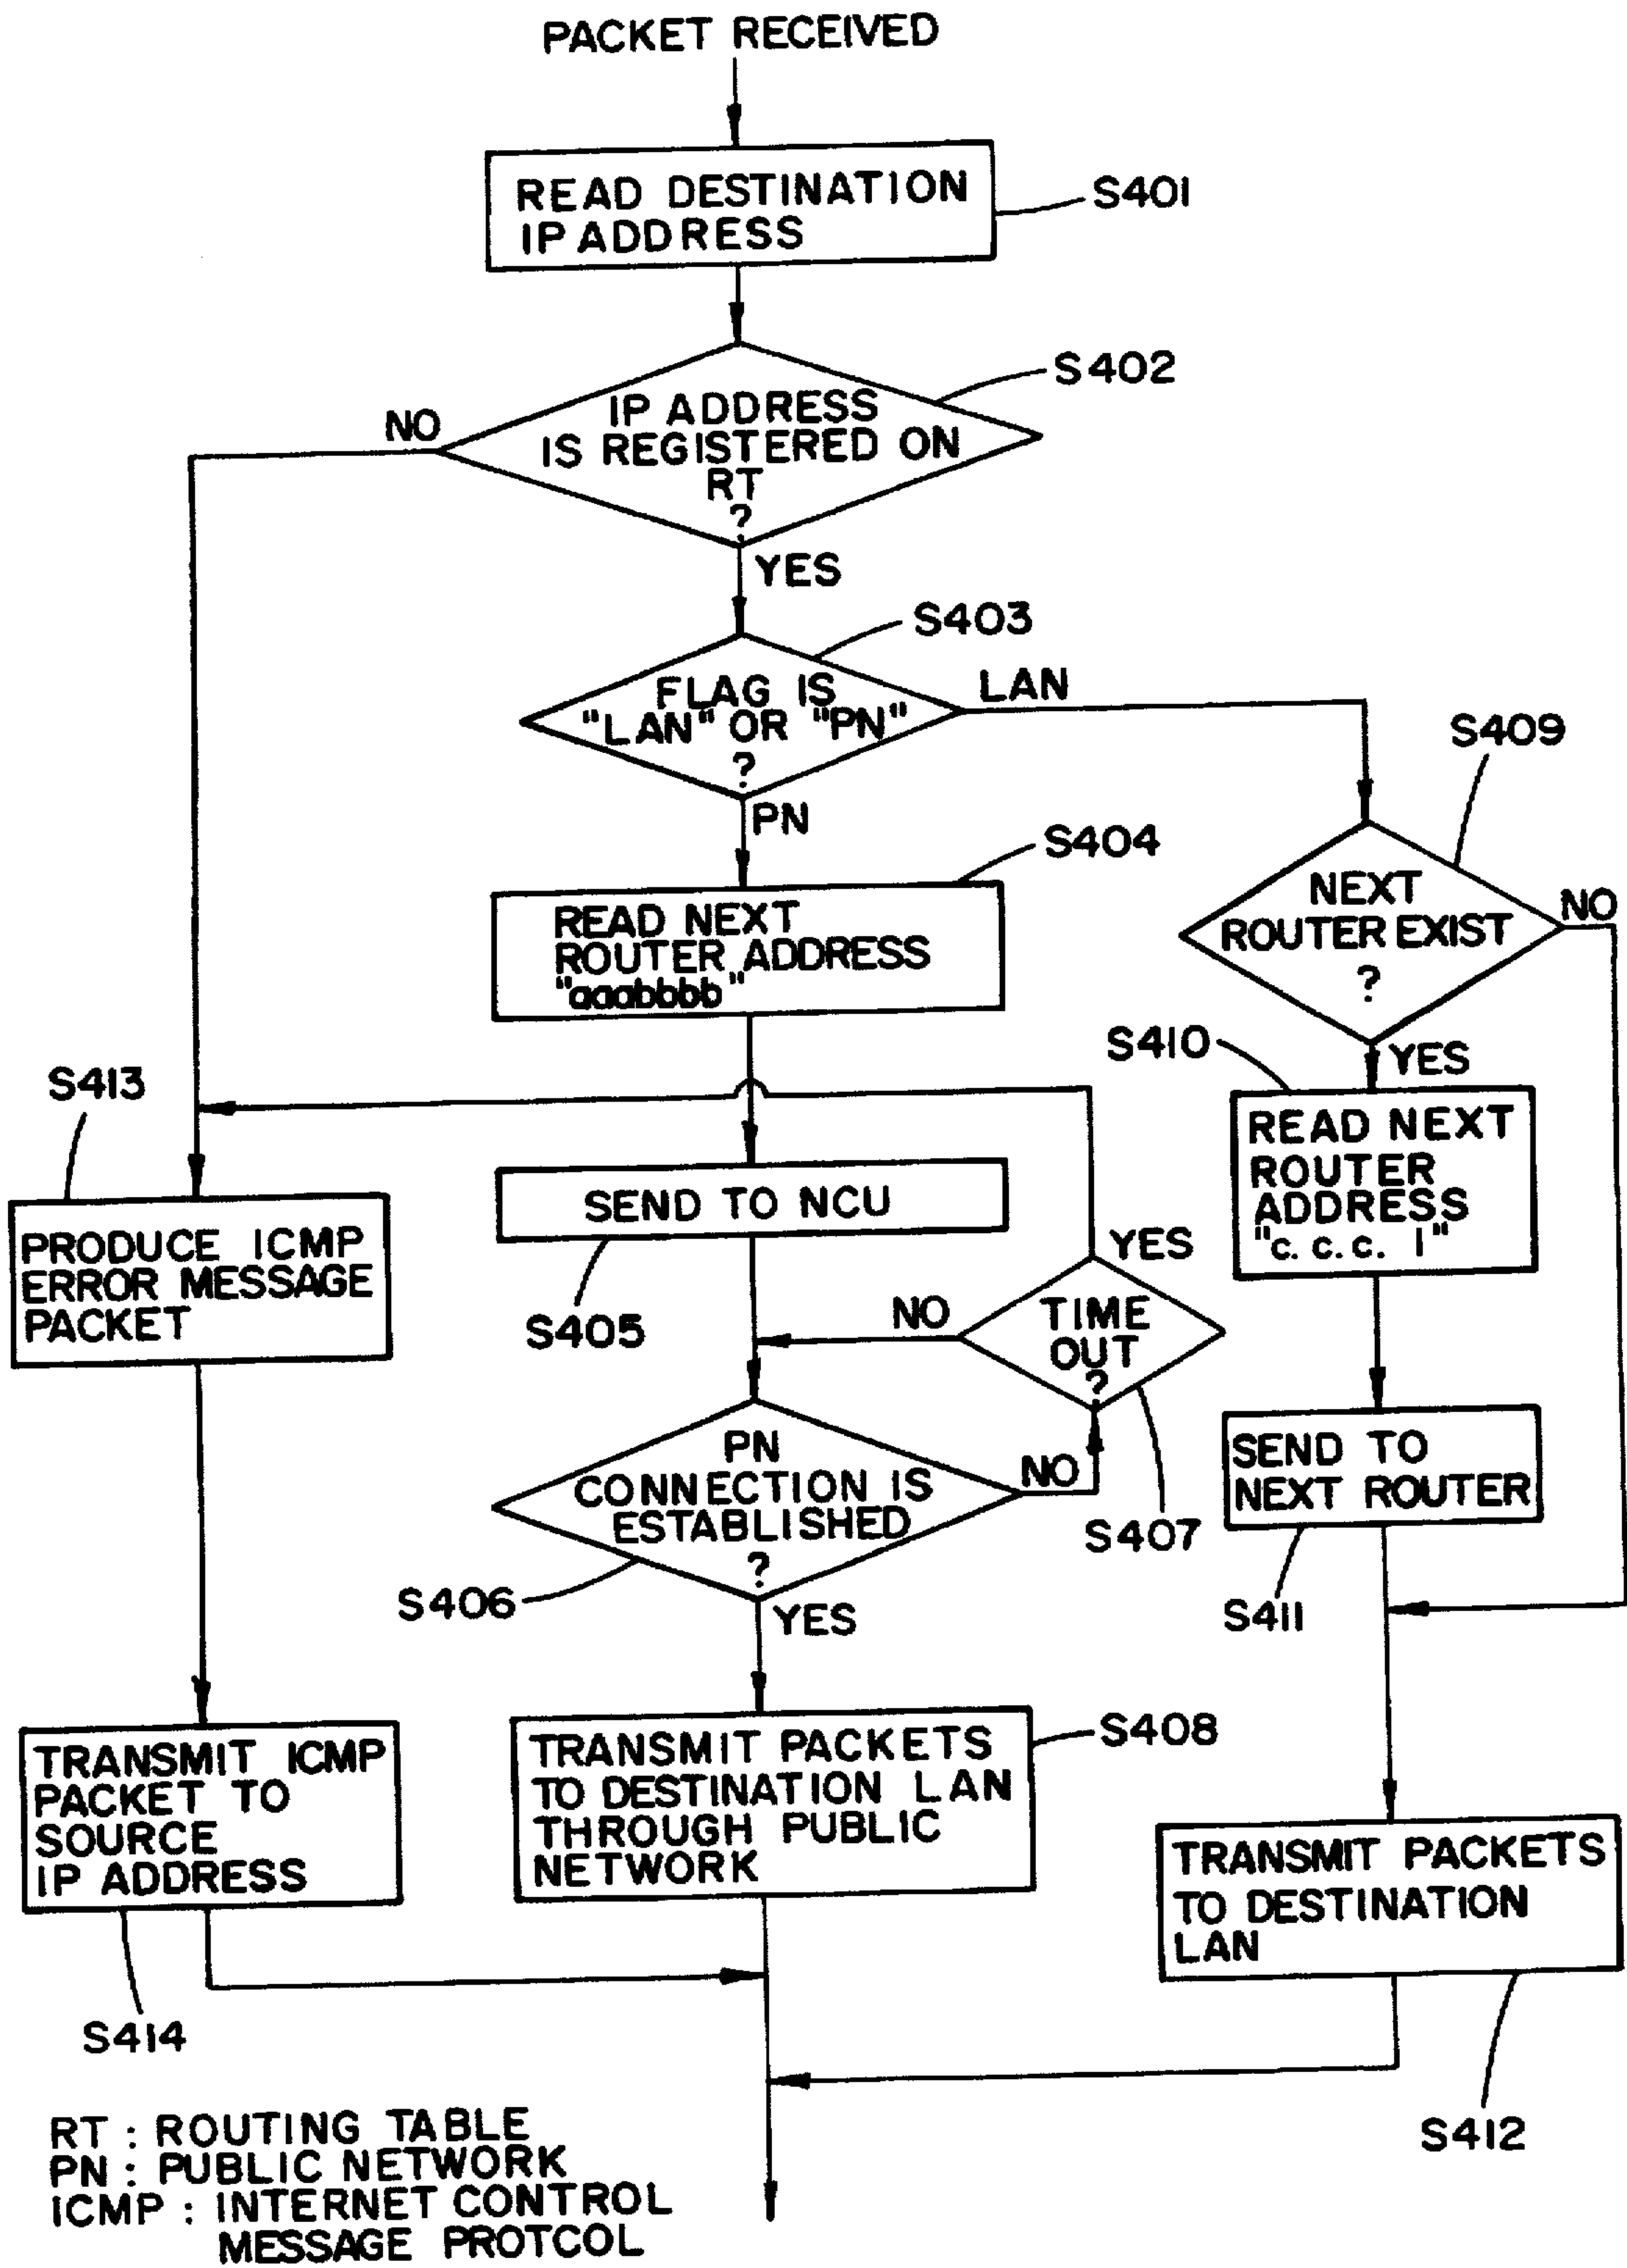 PACKET RECEIVED
READ DESTINATION
IP ADDRESS
S401
S402
IP ADDRESS
IS REGISTERED ON
RT
?
NO
YES
S403
FLAG IS
"LAN" OR "PN"
?
LAN
PN
S409
NEXT
ROUTER EXIST
?
NO
YES
S404
READ NEXT
ROUTER ADDRESS
"aaabbbb"
S410
READ NEXT
ROUTER
ADDRESS
"c. c. c. 1"
S413
PRODUCE ICMP
ERROR MESSAGE
PACKET
SEND TO NCU
S405
YES
NO
TIME
OUT
?
S407
PN
CONNECTION IS
ESTABLISHED
?
NO
S406
YES
SEND TO
NEXT ROUTER
S411
TRANSMIT ICMP
PACKET TO
SOURCE
IP ADDRESS
S414
TRANSMIT PACKETS
TO DESTINATION LAN
THROUGH PUBLIC
NETWORK
S408
TRANSMIT PACKETS
TO DESTINATION
LAN
S412
RT : ROUTING TABLE
PN : PUBLIC NETWORK
ICMP : INTERNET CONTROL
MESSAGE PROTCOL